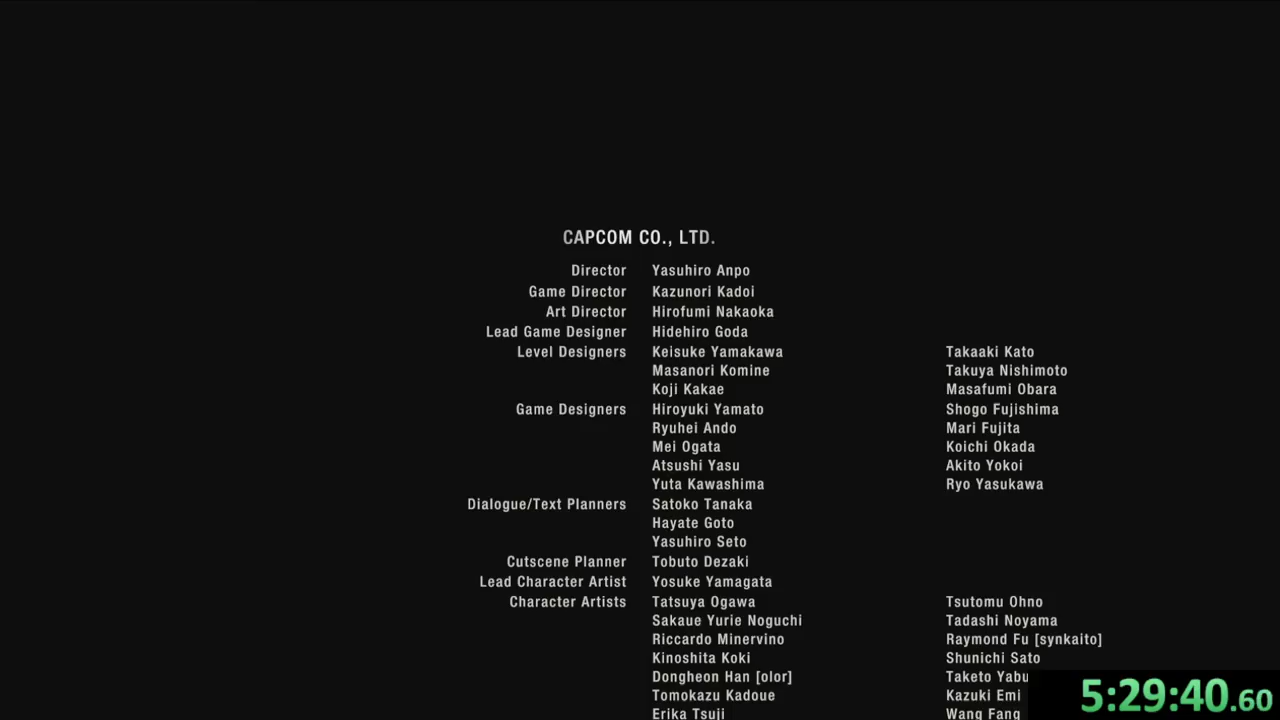 CAPCOM CO., LTD.
Director Yasuhiro Anpo
Game Director Kazunori Kadoi
Art Director Hirofumi Nakaoka
Lead Game Designer Hidehiro Goda
Level Designers Keisuke Yamakawa Takaaki Kato
Masanori Komine Takuya Nishimoto
Koji Kakae Masafumi Obara
Game Designers Hiroyuki Yamato Shogo Fujishima
Ryuhei Ando Mari Fujita
Mei Ogata Koichi Okada
Atsushi Yasu Akito Yokoi
Yuta Kawashima Ryo Yasukawa
Dialogue/Text Planners Satoko Tanaka
Hayate Goto
Yasuhiro Seto
Cutscene Planner Tobuto Dezaki
Lead Character Artist Yosuke Yamagata
Character Artists Tatsuya Ogawa Tsutomu Ohno
Sakaue Yurie Noguchi Tadashi Noyama
Riccardo Minervino Raymond Fu [synkaito]
Kinoshita Koki Shunichi Sato
Dongheon Han [olor] Taketo Yabu
Tomokazu Kadoue Kazuki Emi
Erika Tsuji Wang Fang
5:29:40.60